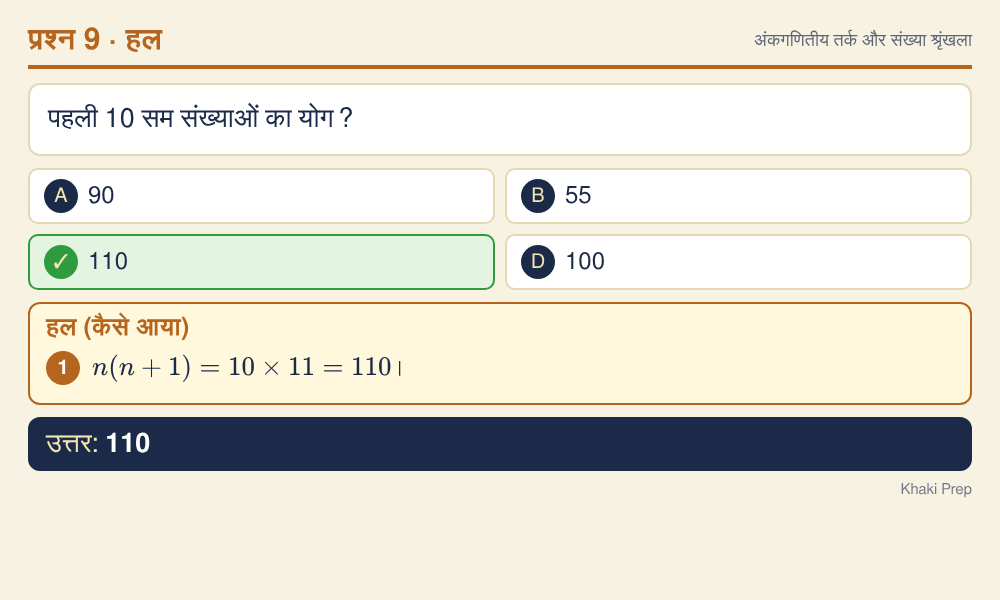 प्रश्न 9 · हल
अंकगणितीय तर्क और संख्या श्रृंखला
पहली 10 सम संख्याओं का योग ?
A 90
B 55
✓ 110
D 100
हल (कैसे आया)
1 n(n + 1) = 10 × 11 = 110।
उत्तर: 110
Khaki Prep